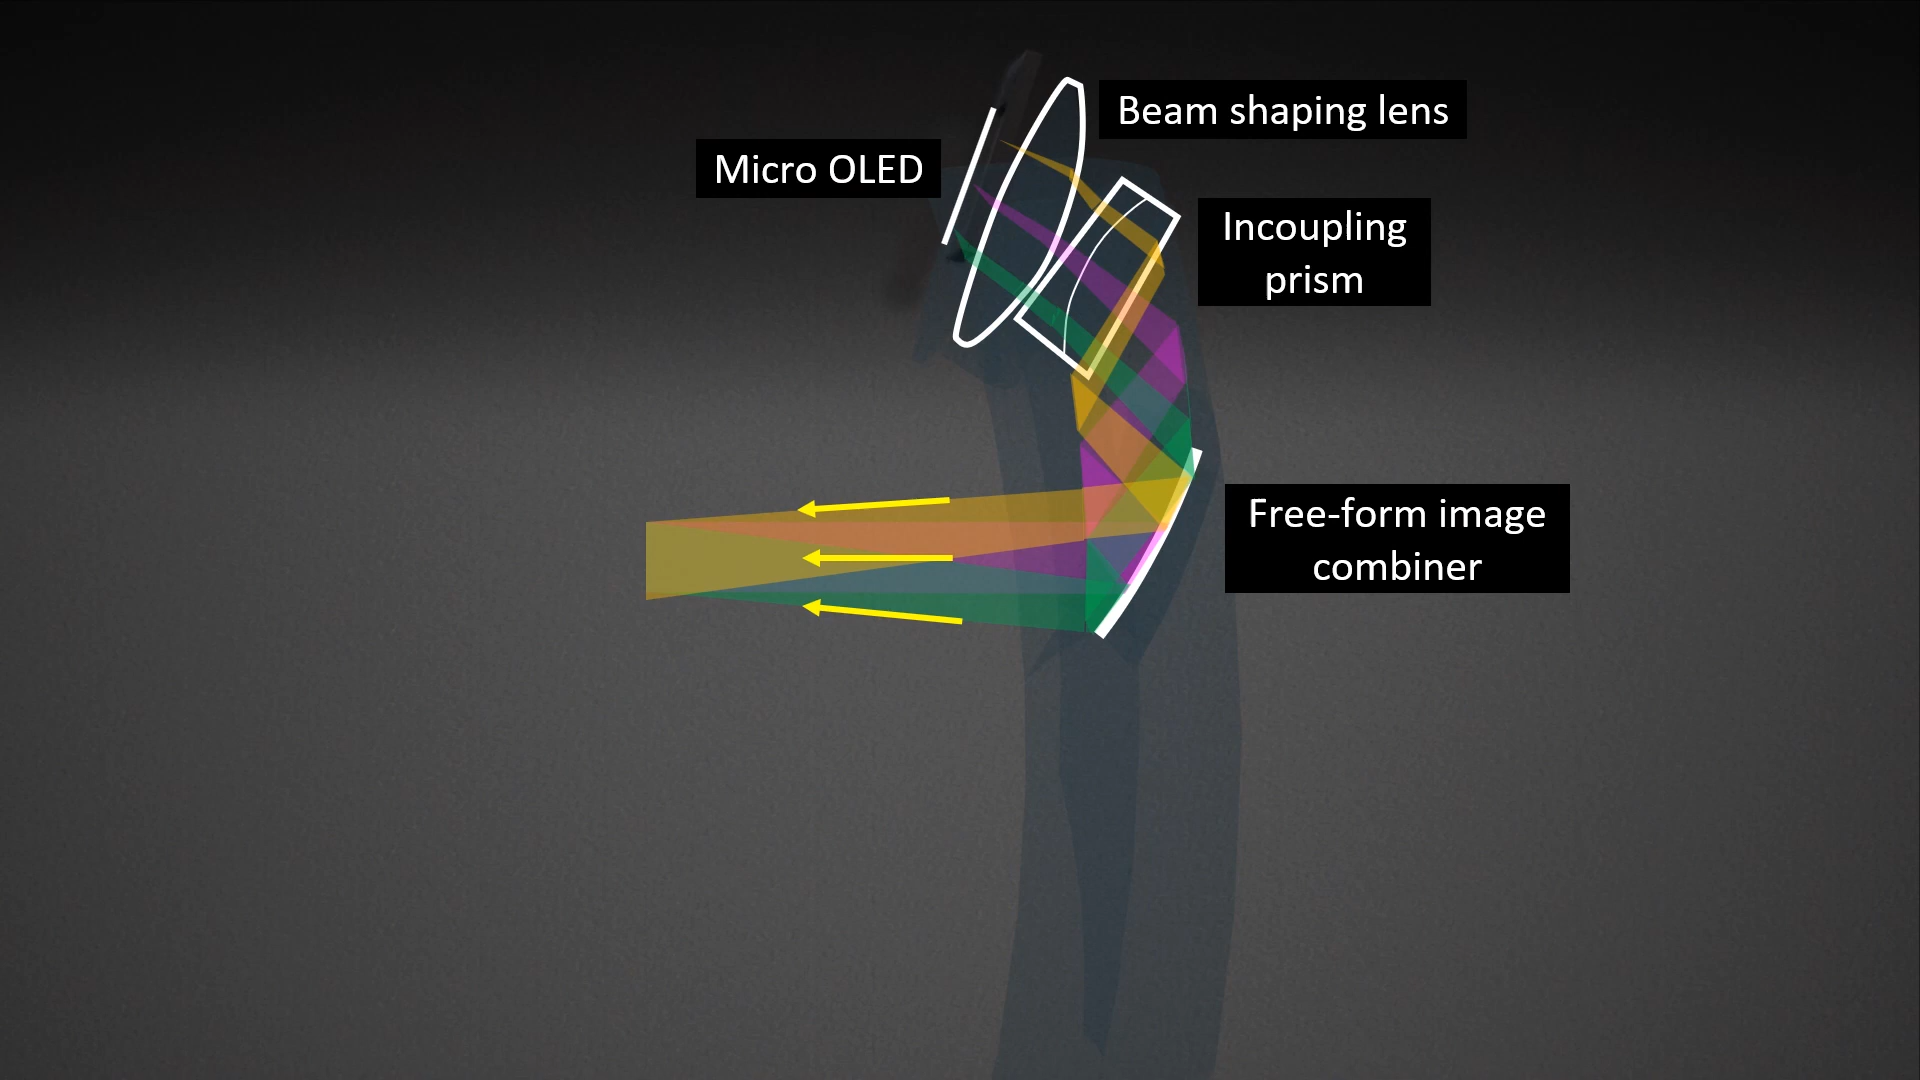 Beam shaping lens
Micro OLED
Incoupling
prism
Free-form image
combiner